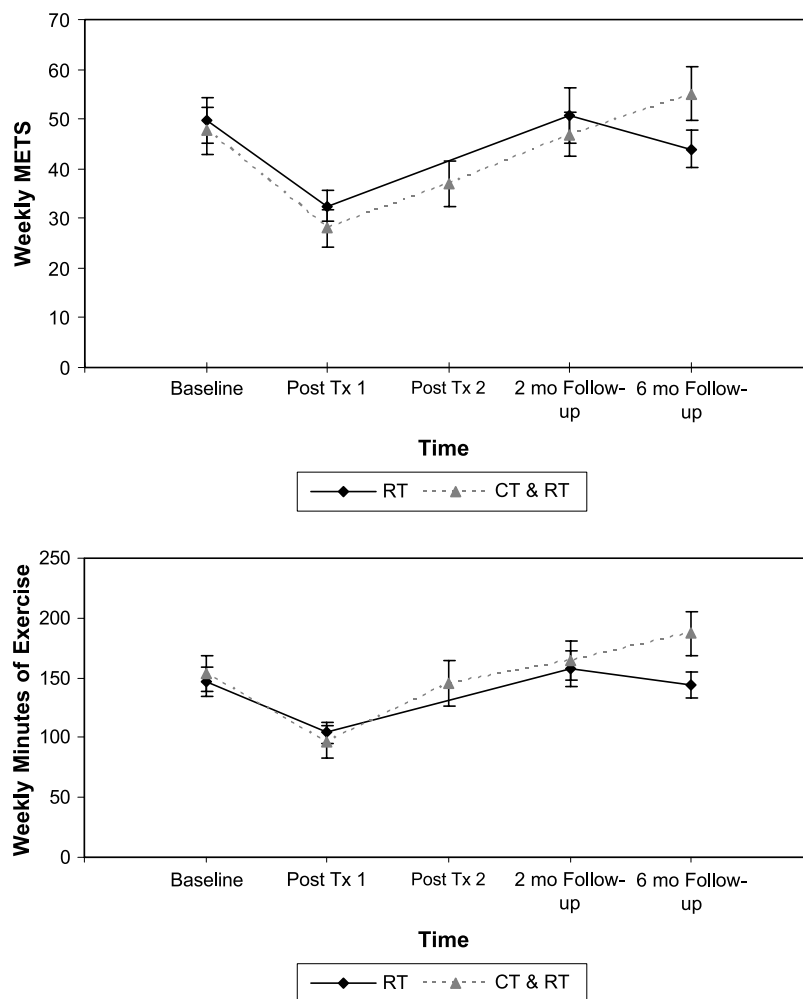 70
60
50
40
30
20
10
0
Weekly METS
Baseline Post Tx 1 Post Tx 2 2 mo Follow- 6 mo Follow-
up up
Time
RT CT & RT
250
200
150
100
50
0
Weekly Minutes of Exercise
Baseline Post Tx 1 Post Tx 2 2 mo Follow- 6 mo Follow-
up up
Time
RT CT & RT